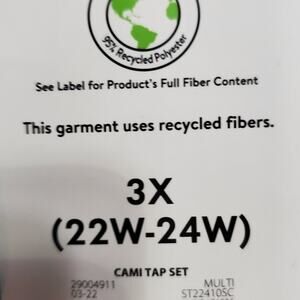 95% Recycled Polyester
See Label for Product's Full Fiber Content
This garment uses recycled fibers.
3X
(22W-24W)
CAMI TAP SET
29004911 MULTI
03-22 ST22410SC